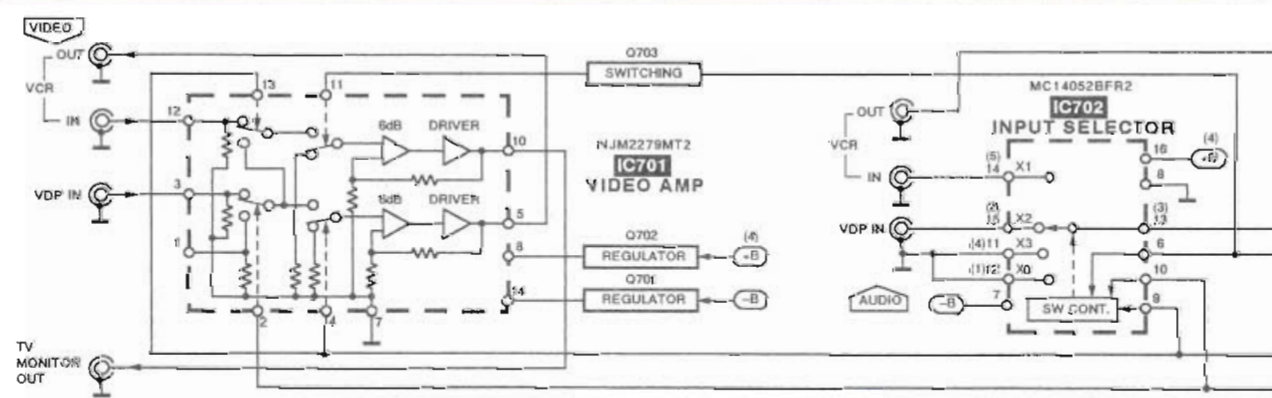 VIDEO
OUT
VCR
IN
VDP IN
TV
MONITOR
OUT
13
11
12
3
1
6dB
DRIVER
10
6dB
DRIVER
5
8
14
2
4
7
Q703
SWITCHING
NJM2279MT2
IC701
VIDEO AMP
Q702
REGULATOR
(4)
+B
Q701
REGULATOR
-B
OUT
VCR
IN
VDP IN
AUDIO
MC14052BFR2
IC702
INPUT SELECTOR
(4)
16
+B
8
(5)
14
X1
(2)
15
X2
(3)
13
(4)11
X3
6
(1)12
X0
10
-B
7
SW CONT.
9